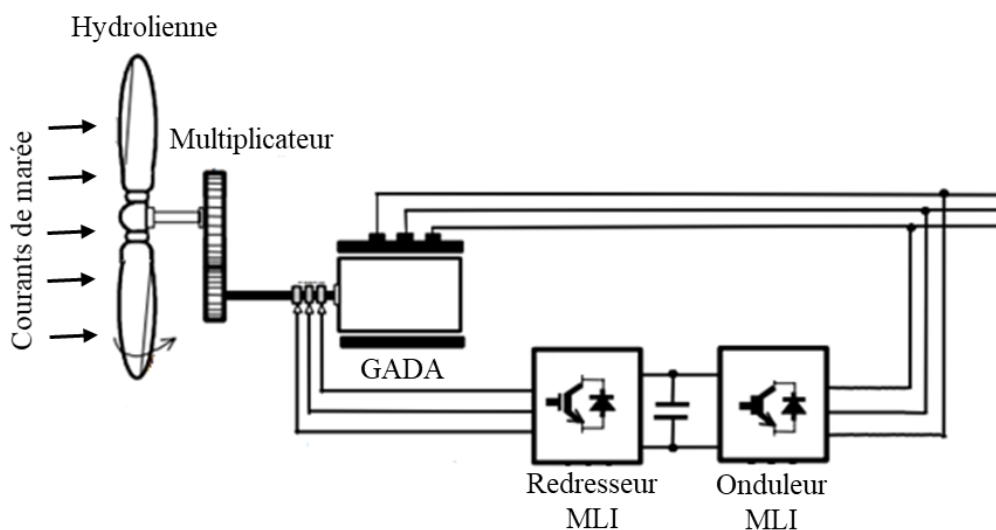 Hydrolienne
Multiplicateur
Courants de marée
GADA
Redresseur
MLI
Onduleur
MLI